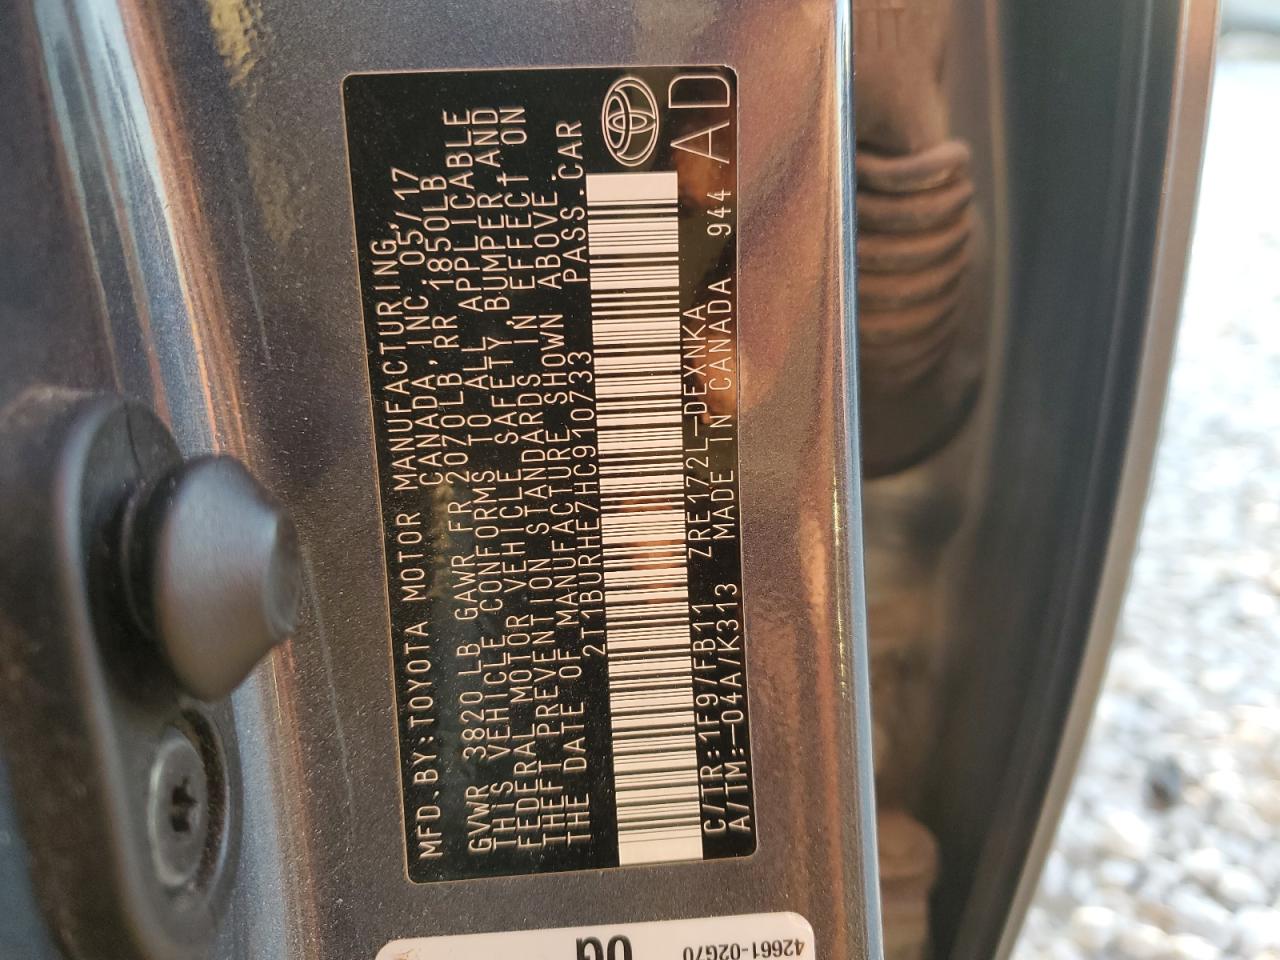 MFD.BY:TOYOTA MOTOR MANUFACTURING,
CANADA,INC. 05/17
GVWR 3820 LB GAWR FR 2070LB,RR 1850LB
THIS VEHICLE CONFORMS TO ALL APPLICABLE
FEDERAL MOTOR VEHICLE SAFETY, BUMPER AND
THEFT PREVENTION STANDARDS IN EFFECT ON
THE DATE OF MANUFACTURE SHOWN ABOVE.
2T1BURHE7HC910733 PASS.CAR
C/TR:1F9/FB11 ZRE172L-DEXNKA
A/TM:-04A/K313 MADE IN CANADA 944 AD
42661-02G70